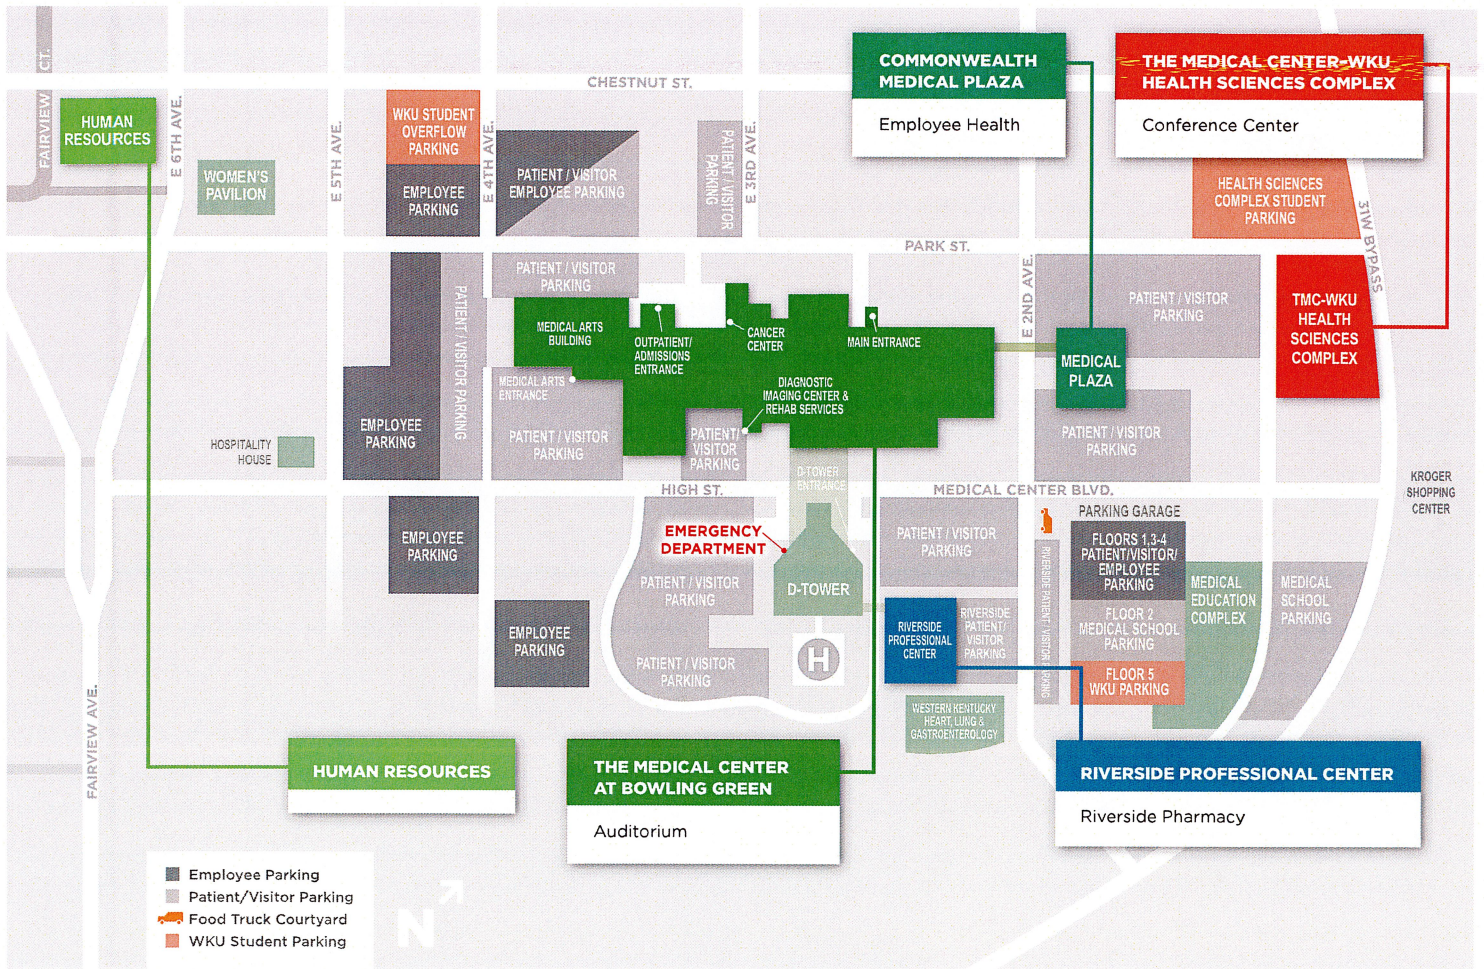 FAIRVIEW CT.
E 6TH AVE.
HUMAN
RESOURCES
WOMEN'S
PAVILION
E 5TH AVE.
WKU STUDENT
OVERFLOW
PARKING
EMPLOYEE
PARKING
E 4TH AVE.
CHESTNUT ST.
PATIENT / VISITOR
EMPLOYEE PARKING
PATIENT / VISITOR
PARKING
E 3RD AVE.
COMMONWEALTH
MEDICAL PLAZA
Employee Health
THE MEDICAL CENTER-WKU
HEALTH SCIENCES COMPLEX
Conference Center
HEALTH SCIENCES
COMPLEX STUDENT
PARKING
31W BYPASS
PARK ST.
E 2ND AVE.
PATIENT / VISITOR
PARKING
PATIENT / VISITOR PARKING
MEDICAL ARTS
BUILDING
OUTPATIENT/
ADMISSIONS
ENTRANCE
CANCER
CENTER
MAIN ENTRANCE
DIAGNOSTIC
IMAGING CENTER &
REHAB SERVICES
MEDICAL ARTS
ENTRANCE
PATIENT / VISITOR
PARKING
PATIENT/
VISITOR
PARKING
PATIENT / VISITOR
PARKING
MEDICAL
PLAZA
PATIENT / VISITOR
PARKING
TMC-WKU
HEALTH
SCIENCES
COMPLEX
EMPLOYEE
PARKING
HOSPITALITY
HOUSE
D-TOWER
ENTRANCE
HIGH ST.
MEDICAL CENTER BLVD.
KROGER
SHOPPING
CENTER
EMPLOYEE
PARKING
EMPLOYEE
PARKING
EMERGENCY
DEPARTMENT
PATIENT / VISITOR
PARKING
PATIENT / VISITOR
PARKING
D-TOWER
H
PATIENT / VISITOR
PARKING
RIVERSIDE
PROFESSIONAL
CENTER
RIVERSIDE
PATIENT/
VISITOR
PARKING
RIVERSIDE PATIENT / VISITOR PARKING
PARKING GARAGE
FLOORS 1,3-4
PATIENT/VISITOR/
EMPLOYEE
PARKING
FLOOR 2
MEDICAL SCHOOL
PARKING
FLOOR 5
WKU PARKING
MEDICAL
EDUCATION
COMPLEX
MEDICAL
SCHOOL
PARKING
WESTERN KENTUCKY
HEART, LUNG &
GASTROENTEROLOGY
FAIRVIEW AVE.
HUMAN RESOURCES
THE MEDICAL CENTER
AT BOWLING GREEN
Auditorium
RIVERSIDE PROFESSIONAL CENTER
Riverside Pharmacy
Employee Parking
Patient/Visitor Parking
Food Truck Courtyard
WKU Student Parking
N